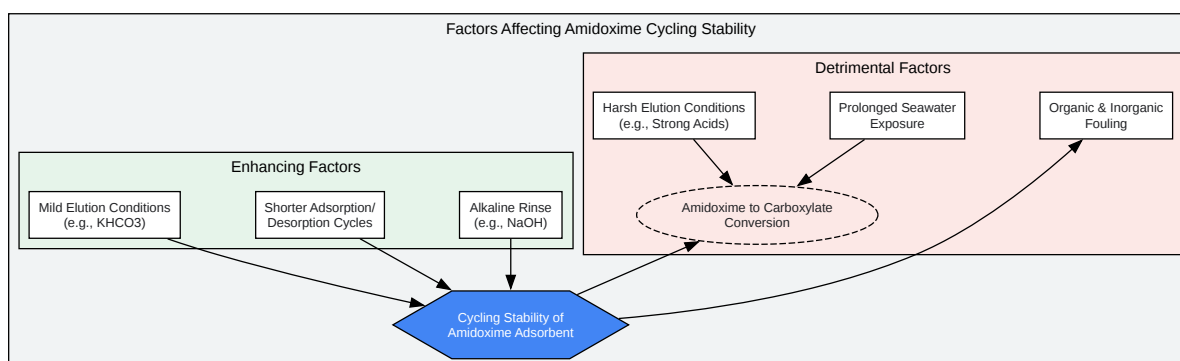 Factors Affecting Amidoxime Cycling Stability
Detrimental Factors
Harsh Elution Conditions
(e.g., Strong Acids)
Prolonged Seawater
Exposure
Organic & Inorganic
Fouling
Enhancing Factors
Mild Elution Conditions
(e.g., KHCO3)
Shorter Adsorption/
Desorption Cycles
Alkaline Rinse
(e.g., NaOH)
Amidoxime to Carboxylate
Conversion
Cycling Stability of
Amidoxime Adsorbent